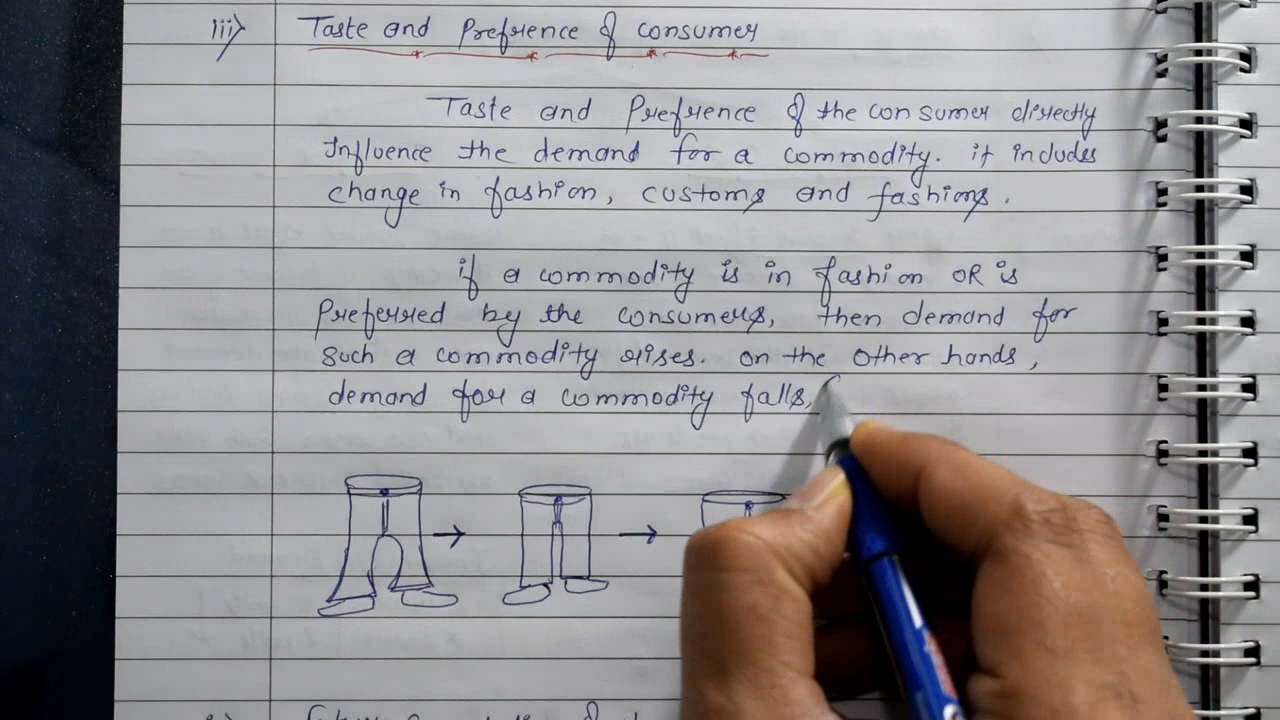 iii) Taste and Prefrence of consumer
Taste and Prefrence of the consumer directly
Influence the demand for a commodity. it includes
change in fashion, customs and fashions.
if a commodity is in fashion OR is
Preferred by the consumers, then demand for
such a commodity rises. on the other hands,
demand for a commodity falls,